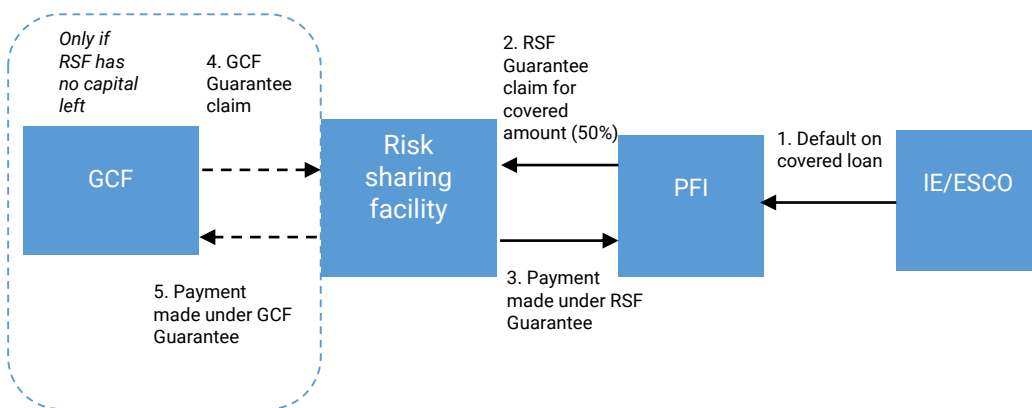 Only if
RSF has
no capital
left
4. GCF
Guarantee
claim
2. RSF
Guarantee
claim for
covered
amount (50%)
1. Default on
covered loan
GCF
Risk
sharing
facility
PFI
IE/ESCO
5. Payment
made under GCF
Guarantee
3. Payment
made under RSF
Guarantee